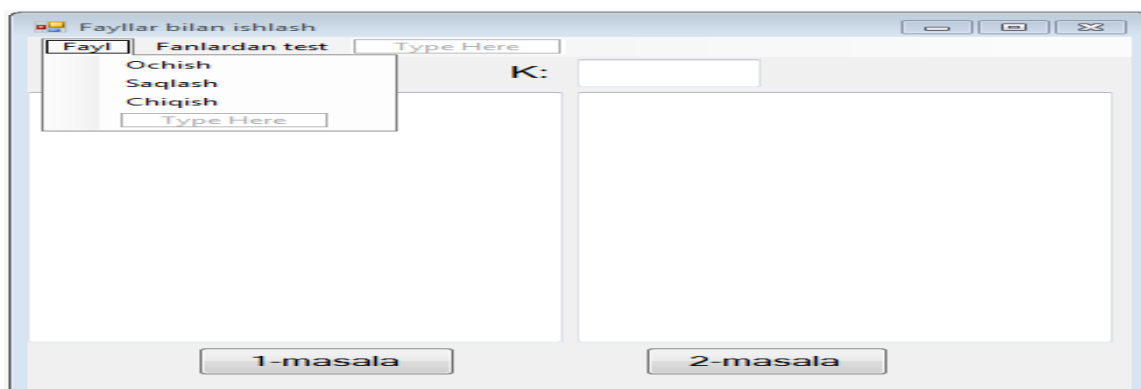 Fayllar bilan ishlash
Fayl Fanlardan test Type Here
Ochish
K:
Saqlash
Chiqish
Type Here
1-masala 2-masala